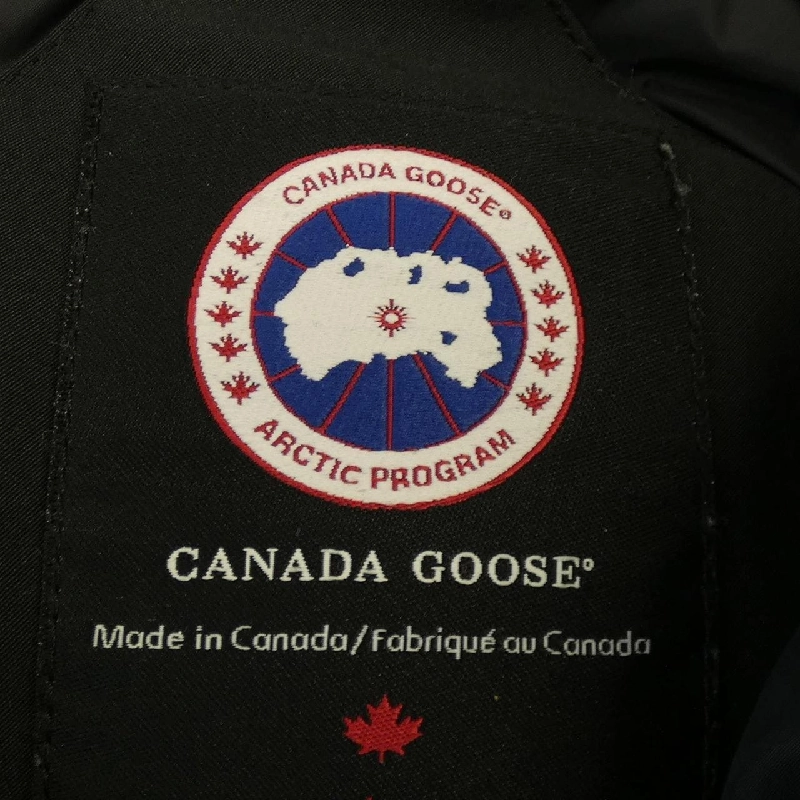 CANADA GOOSE®
ARCTIC PROGRAM
CANADA GOOSE®
Made in Canada/Fabriqué au Canada